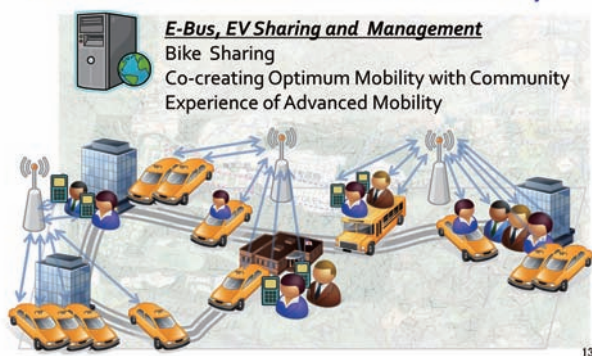 E-Bus, EV Sharing and Management
Bike Sharing
Co-creating Optimum Mobility with Community
Experience of Advanced Mobility
13